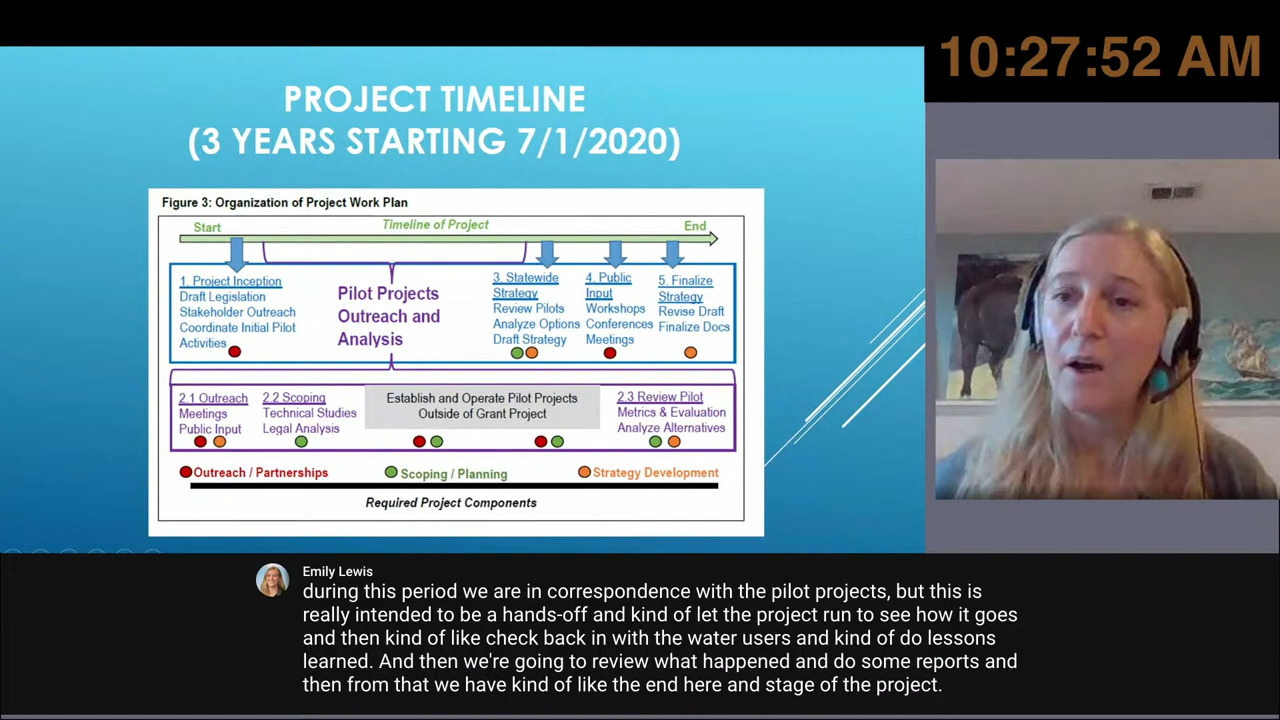 10:27:52 AM
PROJECT TIMELINE
(3 YEARS STARTING 7/1/2020)
Figure 3: Organization of Project Work Plan
Start
Timeline of Project
End
1. Project Inception
Draft Legislation
Stakeholder Outreach
Coordinate Initial Pilot
Activities
Pilot Projects
Outreach and
Analysis
3. Statewide
Strategy
Review Pilots
Analyze Options
Draft Strategy
4. Public
Input
Workshops
Conferences
Meetings
5. Finalize
Strategy
Revise Draft
Finalize Docs
2.1 Outreach
Meetings
Public Input
2.2 Scoping
Technical Studies
Legal Analysis
Establish and Operate Pilot Projects
Outside of Grant Project
2.3 Review Pilot
Metrics & Evaluation
Analyze Alternatives
Outreach / Partnerships
Scoping / Planning
Strategy Development
Required Project Components
Emily Lewis
during this period we are in correspondence with the pilot projects, but this is
really intended to be a hands-off and kind of let the project run to see how it goes
and then kind of like check back in with the water users and kind of do lessons
learned. And then we're going to review what happened and do some reports and
then from that we have kind of like the end here and stage of the project.